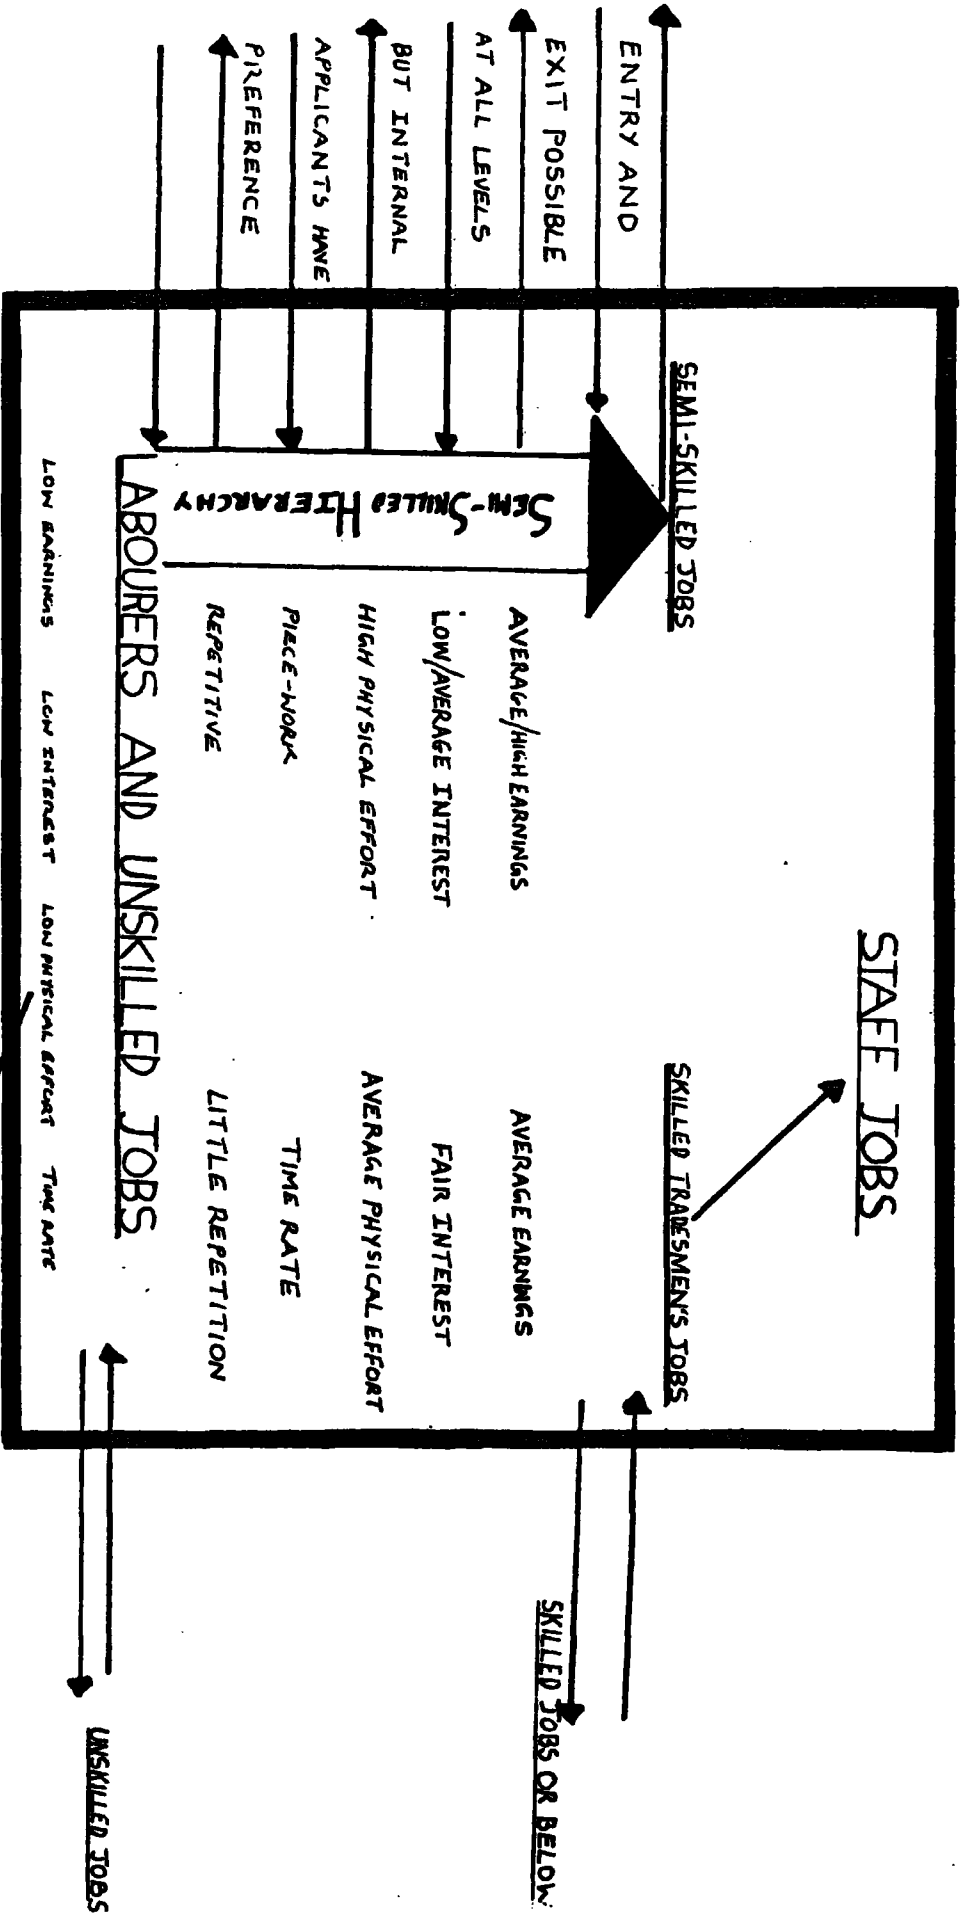 STAFF JOBS
SEMI-SKILLED JOBS
SKILLED TRADESMEN'S JOBS
ENTRY AND
EXIT POSSIBLE
AT ALL LEVELS
BUT INTERNAL
APPLICANTS HAVE
PREFERENCE
SEMI-SKILLED HIERARCHY
AVERAGE/HIGH EARNINGS
LOW/AVERAGE INTEREST
HIGH PHYSICAL EFFORT
PIECE-WORK
REPETITIVE
AVERAGE EARNINGS
FAIR INTEREST
AVERAGE PHYSICAL EFFORT
TIME RATE
LITTLE REPETITION
SKILLED JOBS OR BELOW
LABOURERS AND UNSKILLED JOBS
LOW EARNINGS LOW INTEREST LOW PHYSICAL EFFORT TIME RATE
UNSKILLED JOBS